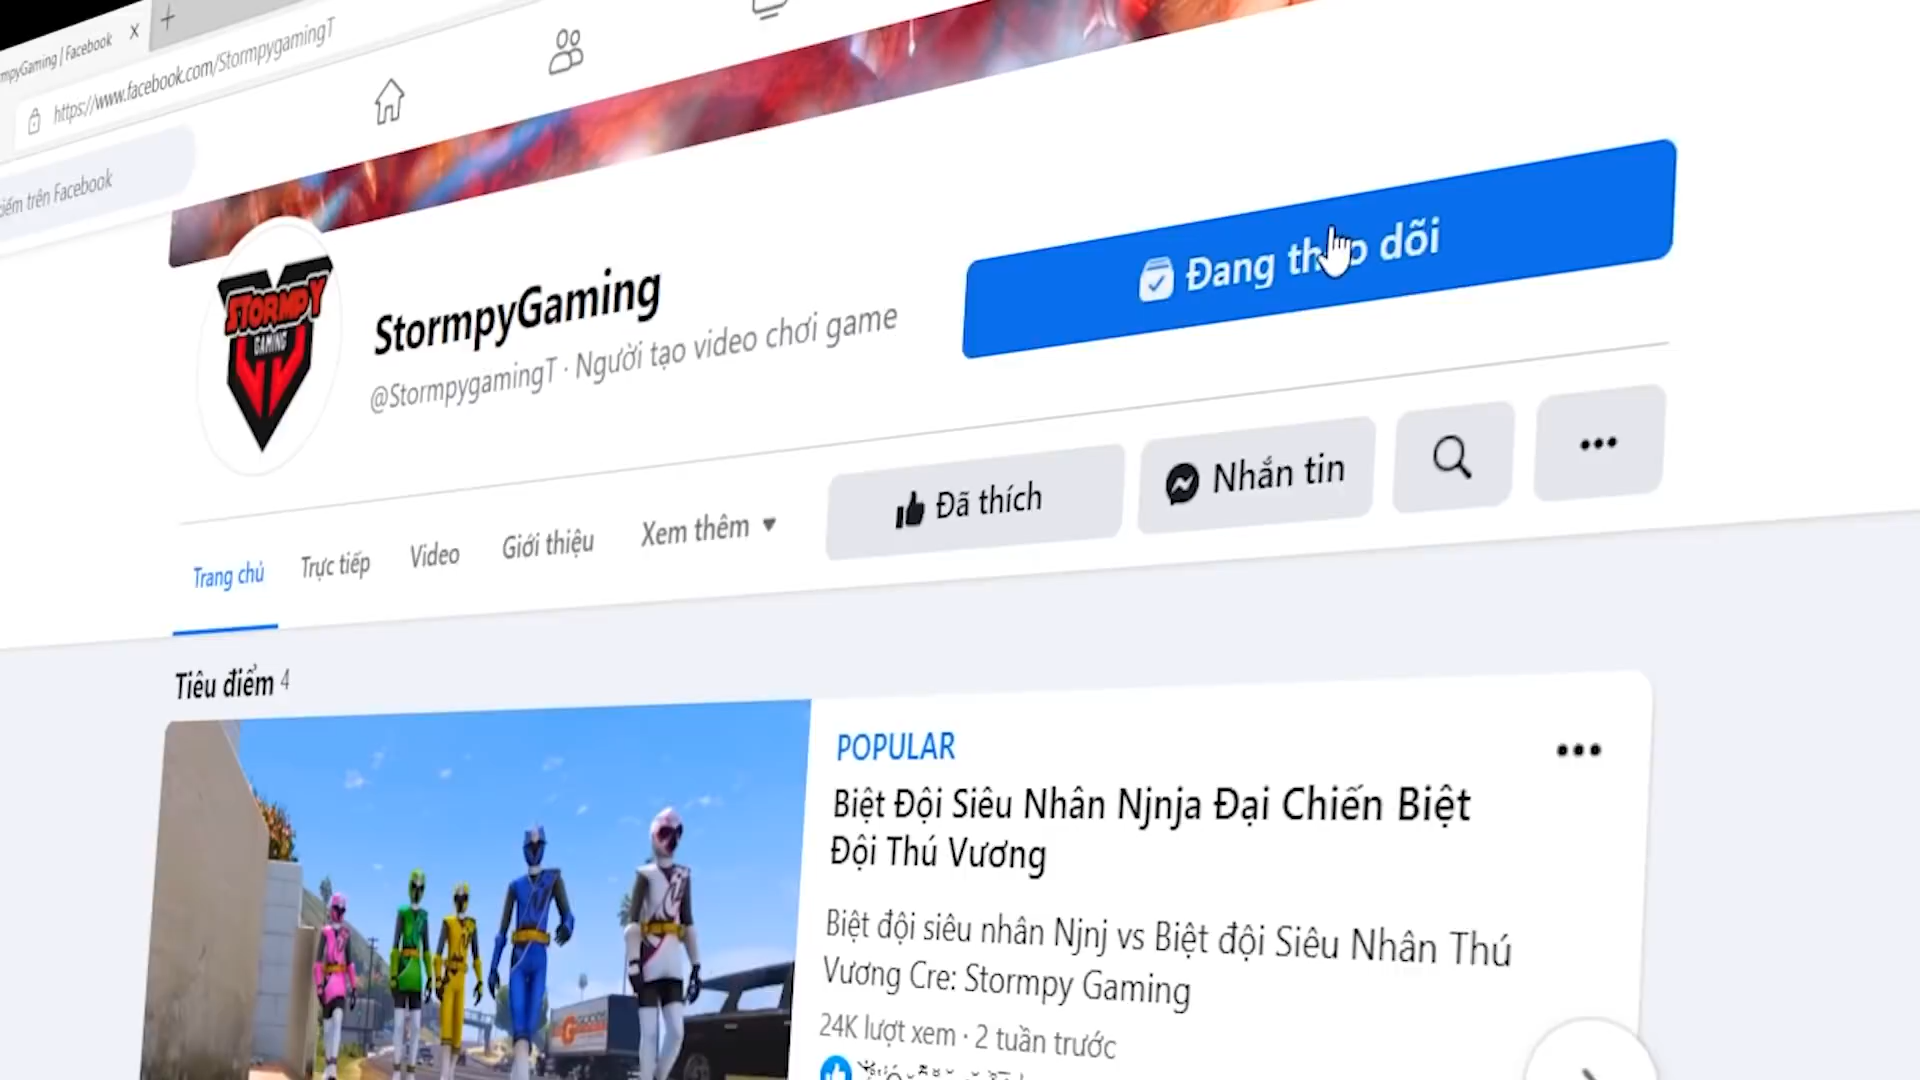 mpyGaming | Facebook
https://www.facebook.com/StormpygamingT
kiếm trên Facebook
STORMPY
GAMING
StormpyGaming
@StormpygamingT · Người tạo video chơi game
Đang dõi
Trang chủ
Trực tiếp
Video
Giới thiệu
Xem thêm
Đã thích
Nhắn tin
Tiêu điểm 4
POPULAR
Biệt Đội Siêu Nhân Njnja Đại Chiến Biệt
Đội Thú Vương
Biệt đội siêu nhân Njnj vs Biệt đội Siêu Nhân Thú
Vương Cre: Stormpy Gaming
24K lượt xem · 2 tuần trước